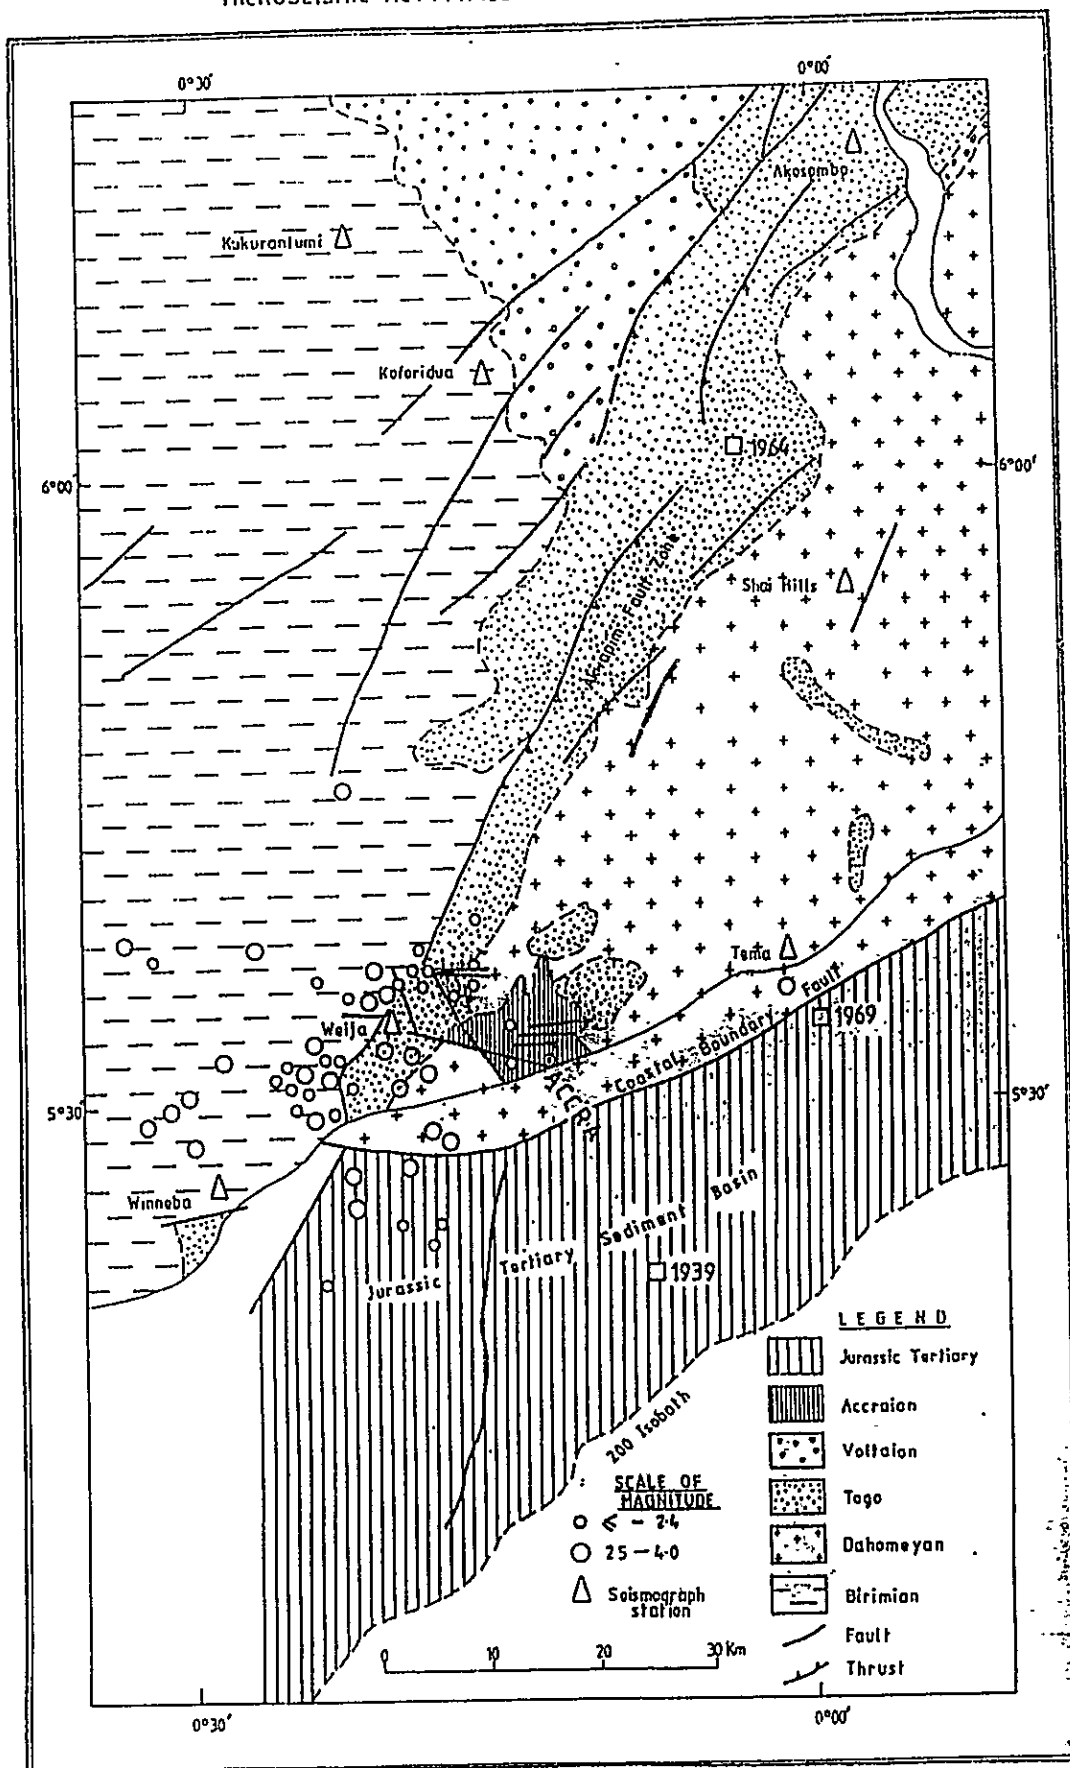 0°30'
0°00'
Akosombo
Kukurantumi
Koforidua
1964
6°00'
6°00'
Akwapim Fault Zone
Shai Hills
Tema
1969
Weija
Coastal Boundary Fault
ACCRA
5°30'
5°30'
Winneba
Jurassic Tertiary Sediment Basin
1939
200 Isobath
LEGEND
Jurassic Tertiary
Accraian
Voltaian
Togo
Dahomeyan
Birimian
Fault
Thrust
SCALE OF
MAGNITUDE
≤ - 2.4
2.5 - 4.0
Seismograph
station
0 10 20 30 Km
0°30'
0°00'